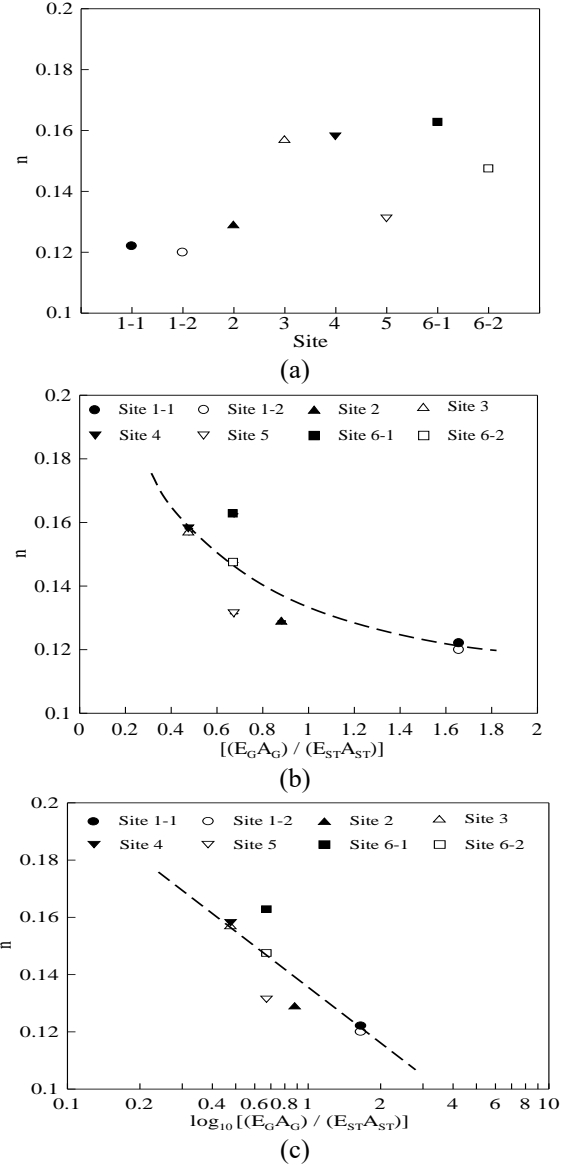 0.2
0.18
0.16
0.14
0.12
0.1
n
1-1 1-2 2 3 4 5 6-1 6-2
Site
(a)
0.2
Site 1-1 Site 1-2 Site 2 Site 3
Site 4 Site 5 Site 6-1 Site 6-2
0.18
0.16
0.14
0.12
0.1
n
0 0.2 0.4 0.6 0.8 1 1.2 1.4 1.6 1.8 2
[(E_GA_G) / (E_STA_ST)]
(b)
0.2
Site 1-1 Site 1-2 Site 2 Site 3
Site 4 Site 5 Site 6-1 Site 6-2
0.18
0.16
0.14
0.12
0.1
n
0.1 0.2 0.4 0.6 0.8 1 2 4 6 8 10
log₁₀ [(E_GA_G) / (E_STA_ST)]
(c)